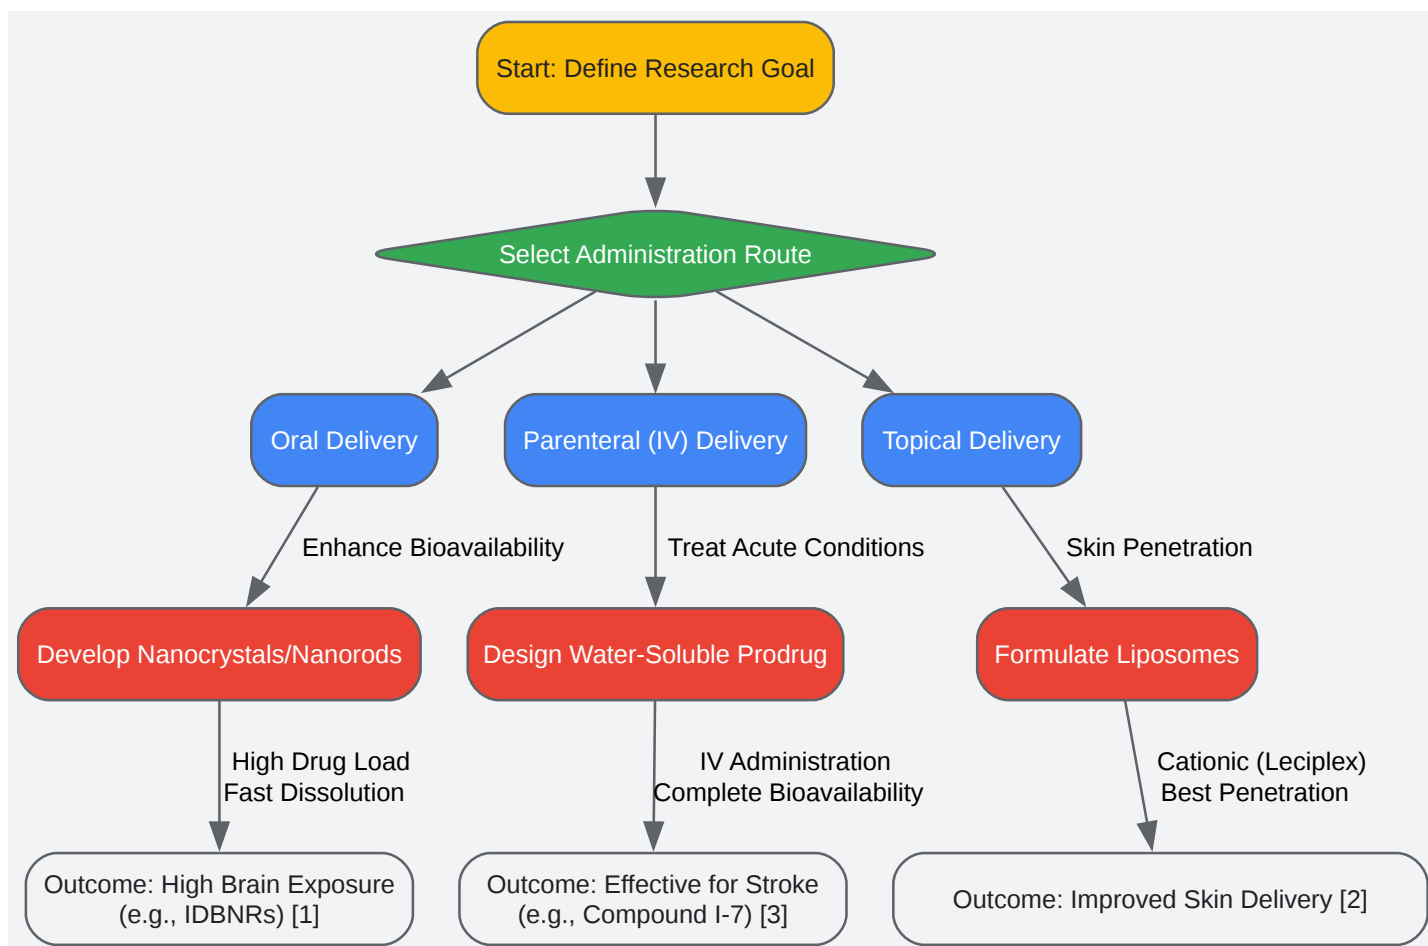 Start: Define Research Goal
Select Administration Route
Oral Delivery
Parenteral (IV) Delivery
Topical Delivery
Enhance Bioavailability
Treat Acute Conditions
Skin Penetration
Develop Nanocrystals/Nanorods
Design Water-Soluble Prodrug
Formulate Liposomes
High Drug Load
Fast Dissolution
IV Administration
Complete Bioavailability
Cationic (Leciplex)
Best Penetration
Outcome: High Brain Exposure
(e.g., IDBNRs) [1]
Outcome: Effective for Stroke
(e.g., Compound I-7) [3]
Outcome: Improved Skin Delivery [2]